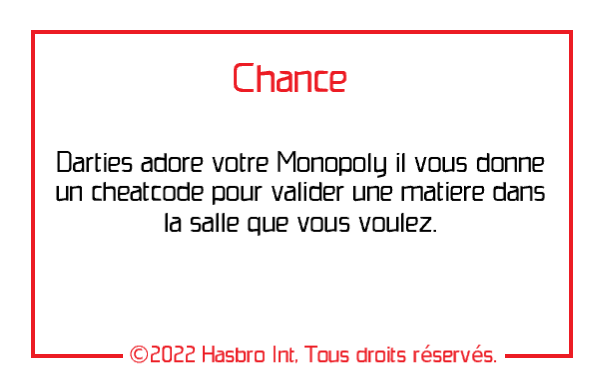 Chance
Darties adore votre Monopoly il vous donne
un cheatcode pour valider une matiere dans
la salle que vous voulez.
©2022 Hasbro Int. Tous droits réservés.